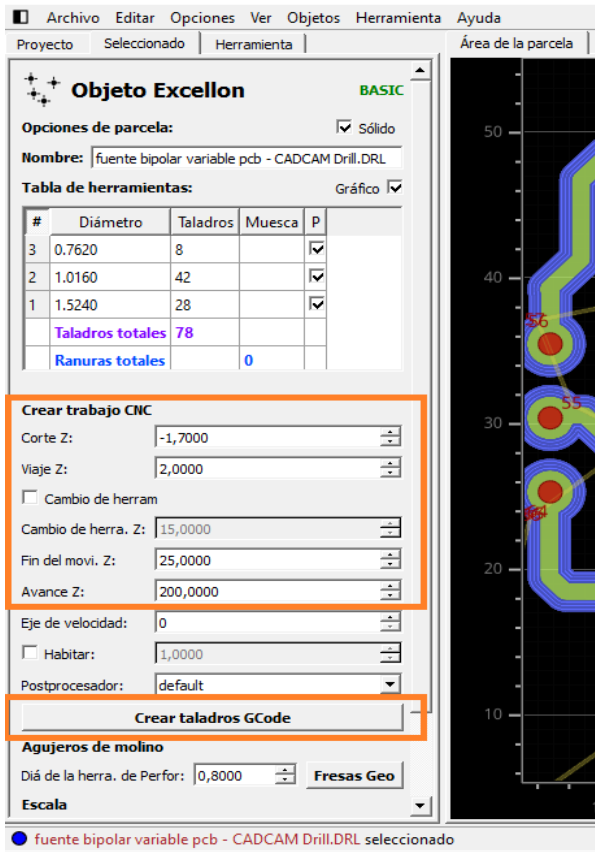 Archivo Editar Opciones Ver Objetos Herramienta Ayuda
Proyecto Seleccionado Herramienta Área de la parcela
Objeto Excellon BASIC
Opciones de parcela: Sólido
Nombre: fuente bipolar variable pcb - CADCAM Drill.DRL
Tabla de herramientas: Gráfico
# Diámetro Taladros Muesca P
3 0.7620 8
2 1.0160 42
1 1.5240 28
Taladros totales 78
Ranuras totales 0
Crear trabajo CNC
Corte Z: -1,7000
Viaje Z: 2,0000
Cambio de herram
Cambio de herra. Z: 15,0000
Fin del movi. Z: 25,0000
Avance Z: 200,0000
Eje de velocidad: 0
Habitar: 1,0000
Postprocesador: default
Crear taladros GCode
Agujeros de molino
Diá de la herra. de Perfor: 0,8000 Fresas Geo
Escala
fuente bipolar variable pcb - CADCAM Drill.DRL seleccionado
50
40
56
55
30
20
10